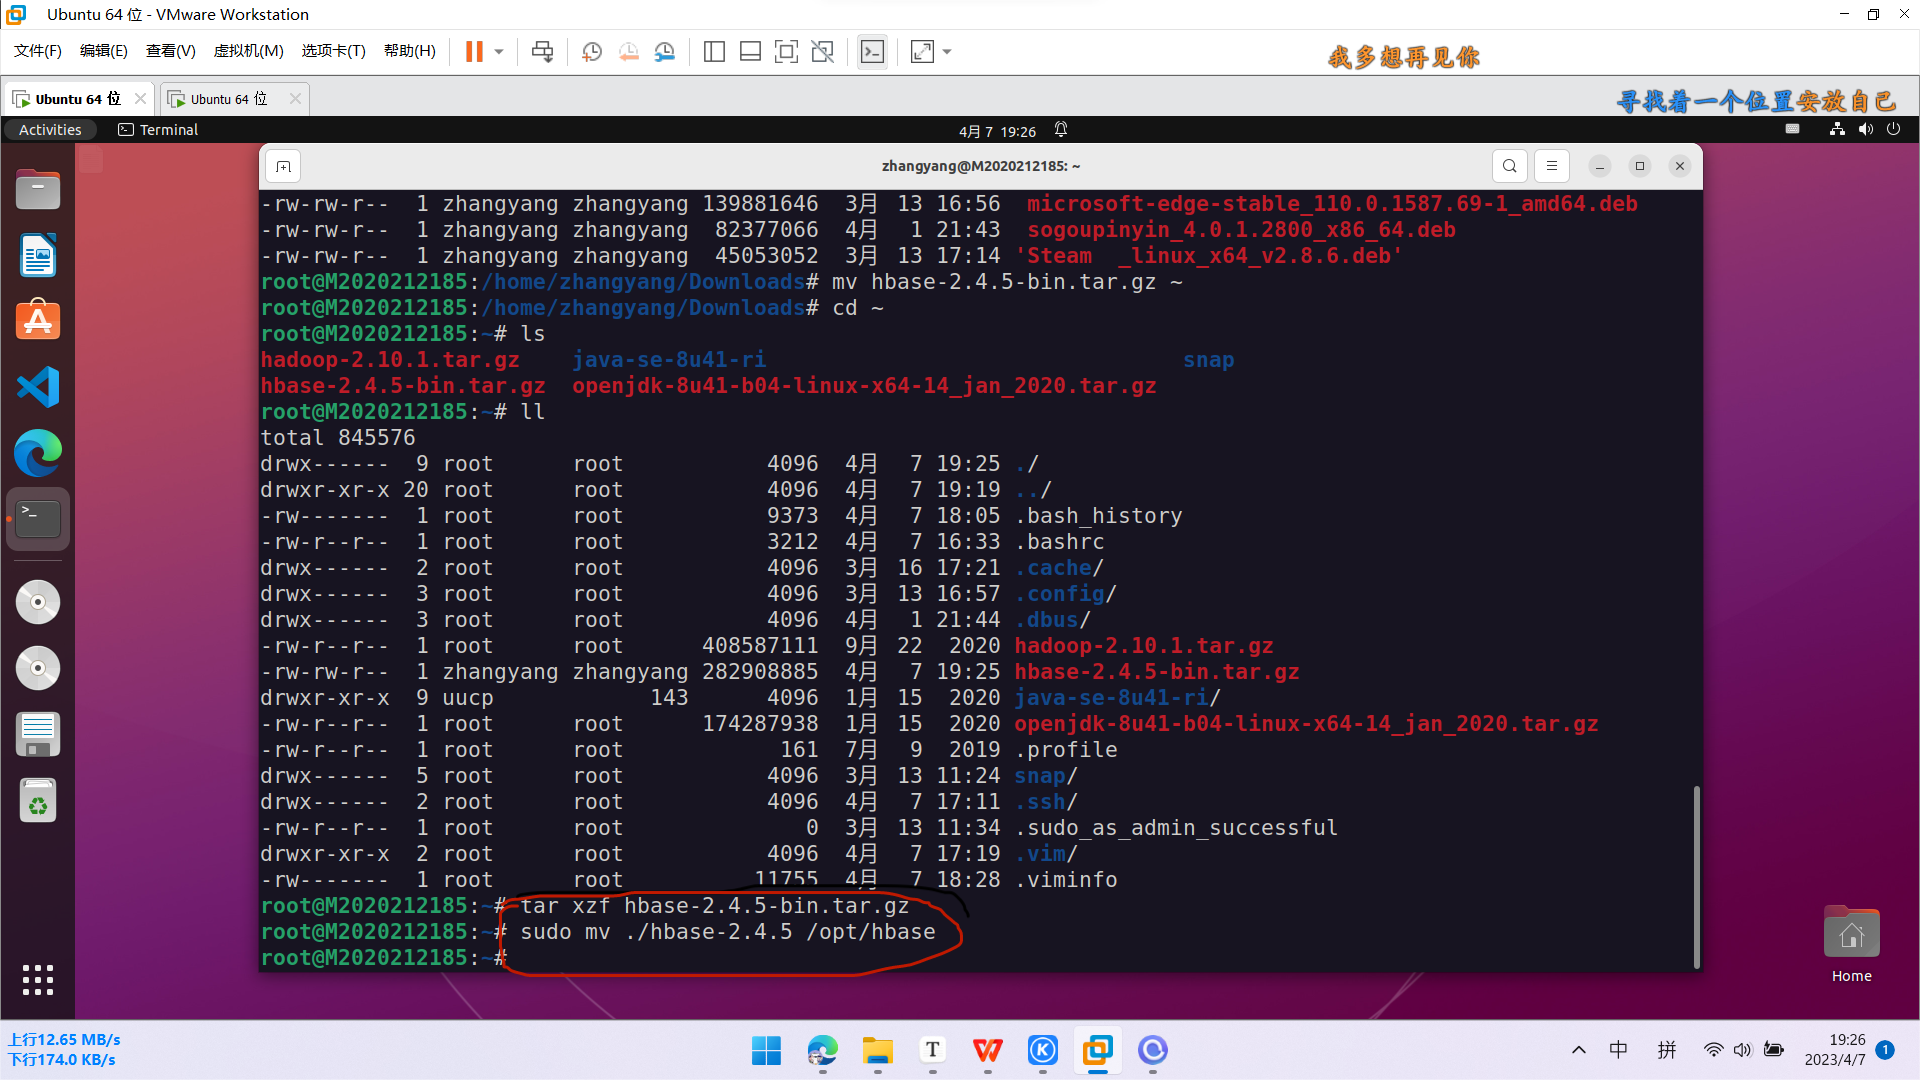 Ubuntu 64 位 - VMware Workstation
文件(F) 编辑(E) 查看(V) 虚拟机(M) 选项卡(T) 帮助(H)
我多想再见你
Ubuntu 64 位
Ubuntu 64 位
寻找着一个位置安放自己
Activities
Terminal
4月 7 19:26
zhangyang@M2020212185: ~
-rw-rw-r-- 1 zhangyang zhangyang 139881646 3月 13 16:56 microsoft-edge-stable_110.0.1587.69-1_amd64.deb
-rw-rw-r-- 1 zhangyang zhangyang 82377066 4月 1 21:43 sogoupinyin_4.0.1.2800_x86_64.deb
-rw-rw-r-- 1 zhangyang zhangyang 45053052 3月 13 17:14 'Steam  _linux_x64_v2.8.6.deb'
root@M2020212185:/home/zhangyang/Downloads# mv hbase-2.4.5-bin.tar.gz ~
root@M2020212185:/home/zhangyang/Downloads# cd ~
root@M2020212185:~# ls
hadoop-2.10.1.tar.gz java-se-8u41-ri snap
hbase-2.4.5-bin.tar.gz openjdk-8u41-b04-linux-x64-14_jan_2020.tar.gz
root@M2020212185:~# ll
total 845576
drwx------ 9 root root 4096 4月 7 19:25 ./
drwxr-xr-x 20 root root 4096 4月 7 19:19 ../
-rw------- 1 root root 9373 4月 7 18:05 .bash_history
-rw-r--r-- 1 root root 3212 4月 7 16:33 .bashrc
drwx------ 2 root root 4096 3月 16 17:21 .cache/
drwx------ 3 root root 4096 3月 13 16:57 .config/
drwx------ 3 root root 4096 4月 1 21:44 .dbus/
-rw-r--r-- 1 root root 408587111 9月 22 2020 hadoop-2.10.1.tar.gz
-rw-rw-r-- 1 zhangyang zhangyang 282908885 4月 7 19:25 hbase-2.4.5-bin.tar.gz
drwxr-xr-x 9 uucp 143 4096 1月 15 2020 java-se-8u41-ri/
-rw-r--r-- 1 root root 174287938 1月 15 2020 openjdk-8u41-b04-linux-x64-14_jan_2020.tar.gz
-rw-r--r-- 1 root root 161 7月 9 2019 .profile
drwx------ 5 root root 4096 3月 13 11:24 snap/
drwx------ 2 root root 4096 4月 7 17:11 .ssh/
-rw-r--r-- 1 root root 0 3月 13 11:34 .sudo_as_admin_successful
drwxr-xr-x 2 root root 4096 4月 7 17:19 .vim/
-rw------- 1 root root 11755 4月 7 18:28 .viminfo
root@M2020212185:~# tar xzf hbase-2.4.5-bin.tar.gz
root@M2020212185:~# sudo mv ./hbase-2.4.5 /opt/hbase
root@M2020212185:~#
Home
上行12.65 MB/s
下行174.0 KB/s
中 拼
19:26
2023/4/7
1